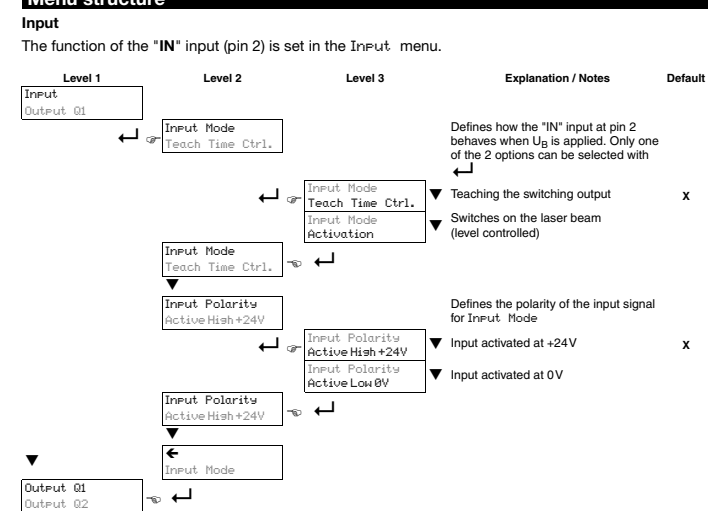 Menu structure
Input
The function of the "IN" input (pin 2) is set in the Input menu.
Level 1 Level 2 Level 3 Explanation / Notes Default
Input
Output Q1
Input Mode
Teach Time Ctrl.
Defines how the "IN" input at pin 2
behaves when UB is applied. Only one
of the 2 options can be selected with
↵
Input Mode
Teach Time Ctrl.
▼ Teaching the switching output x
Input Mode
Activation
▼ Switches on the laser beam
(level controlled)
Input Mode
Teach Time Ctrl.
▼
Input Polarity
Active High +24V
Defines the polarity of the input signal
for Input Mode
Input Polarity
Active High +24V
▼ Input activated at +24V x
Input Polarity
Active Low 0V
▼ Input activated at 0V
Input Polarity
Active High +24V
▼
←
Input Mode
▼
Output Q1
Output Q2